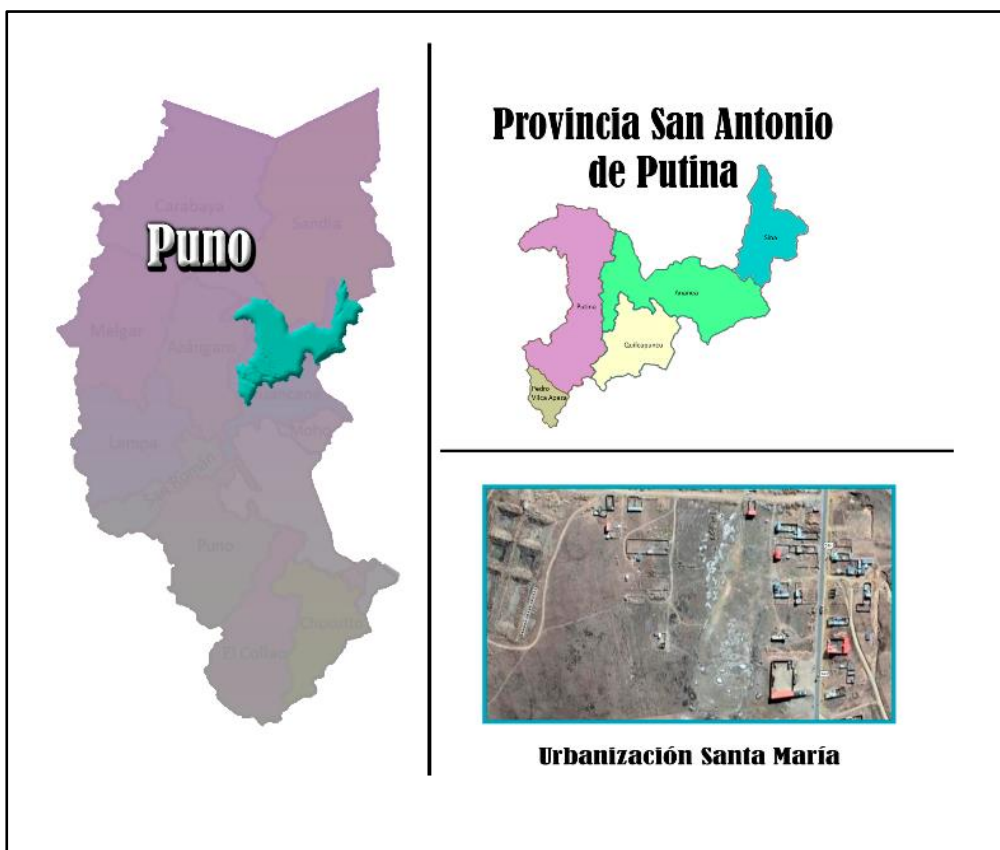 Puno
Carabaya
Sandia
Melgar
Azángaro
Lampa
San Román
Moho
Puno
Chucuito
El Collao
Provincia San Antonio
de Putina
Sina
Putina
Ananea
Quilcapunco
Pedro
Vilca Apaza
Urbanización Santa María